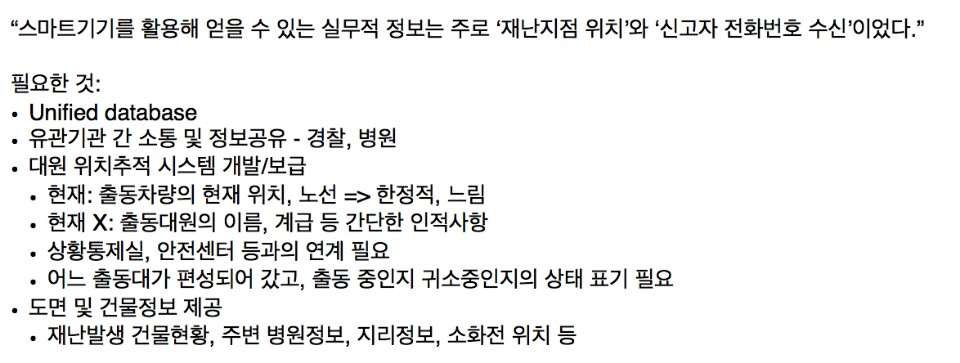 “스마트기기를 활용해 얻을 수 있는 실무적 정보는 주로 ‘재난지점 위치’와 ‘신고자 전화번호 수신’이었다.”
필요한 것:
• Unified database
• 유관기관 간 소통 및 정보공유 - 경찰, 병원
• 대원 위치추적 시스템 개발/보급
• 현재: 출동차량의 현재 위치, 노선 => 한정적, 느림
• 현재 X: 출동대원의 이름, 계급 등 간단한 인적사항
• 상황통제실, 안전센터 등과의 연계 필요
• 어느 출동대가 편성되어 갔고, 출동 중인지 귀소중인지의 상태 표기 필요
• 도면 및 건물정보 제공
• 재난발생 건물현황, 주변 병원정보, 지리정보, 소화전 위치 등